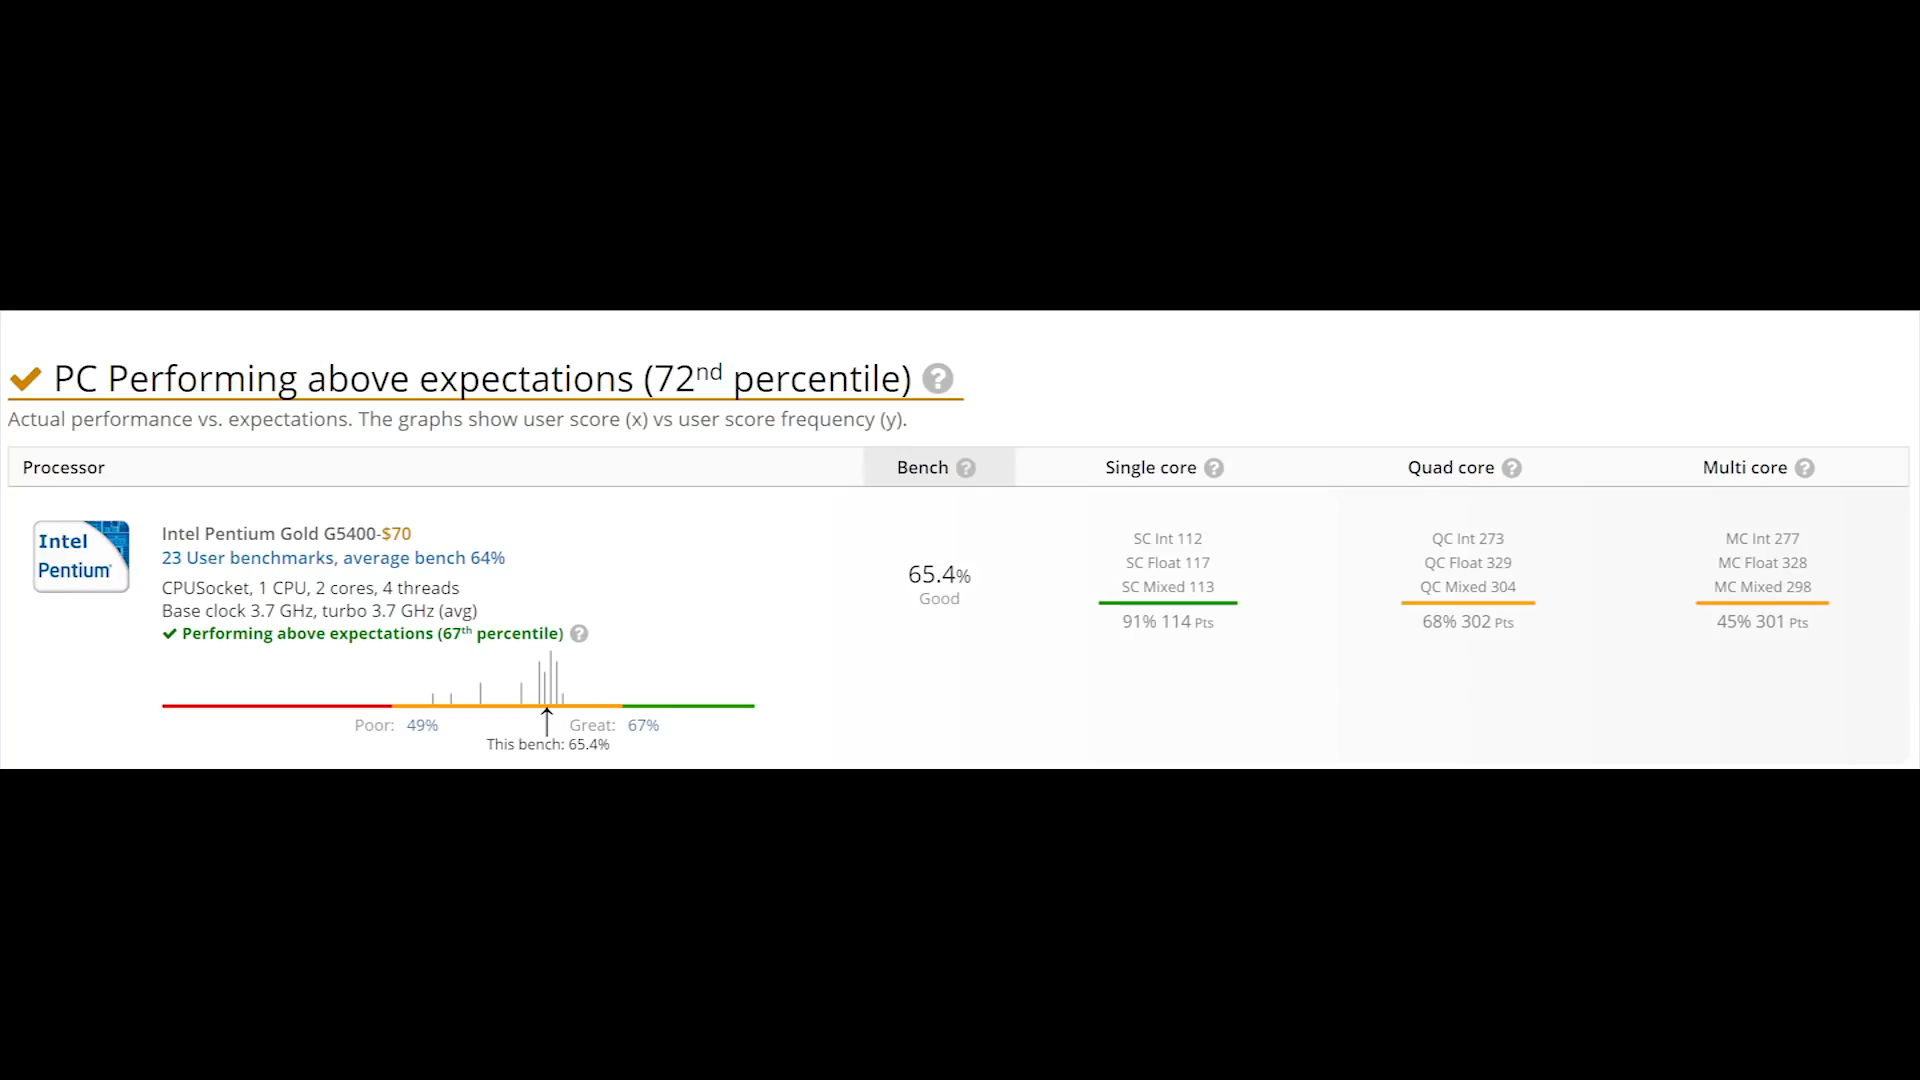 PC Performing above expectations (72nd percentile) ?
Actual performance vs. expectations. The graphs show user score (x) vs user score frequency (y).
Processor Bench ? Single core ? Quad core ? Multi core ?
Intel
Pentium
Intel Pentium Gold G5400-$70
23 User benchmarks, average bench 64%
CPUSocket, 1 CPU, 2 cores, 4 threads
Base clock 3.7 GHz, turbo 3.7 GHz (avg)
Performing above expectations (67th percentile) ?
Poor: 49% Great: 67%
This bench: 65.4%
65.4%
Good
SC Int 112
SC Float 117
SC Mixed 113
91% 114 Pts
QC Int 273
QC Float 329
QC Mixed 304
68% 302 Pts
MC Int 277
MC Float 328
MC Mixed 298
45% 301 Pts